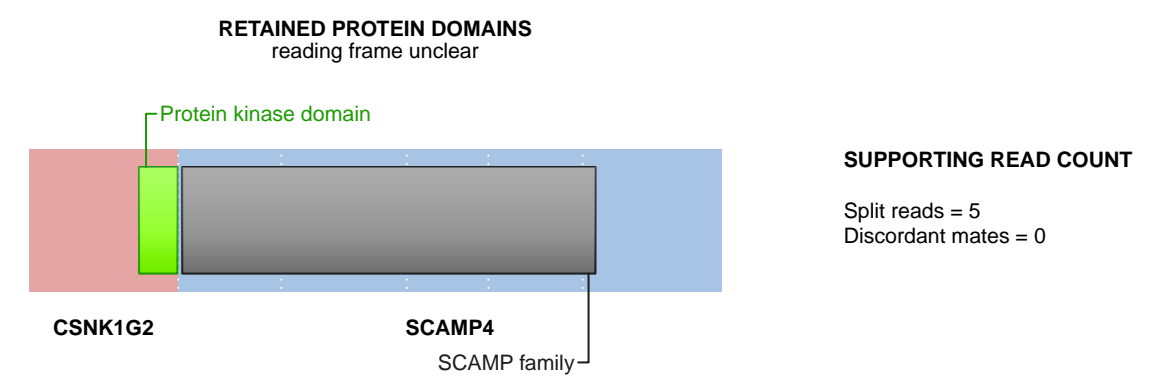 RETAINED PROTEIN DOMAINS
reading frame unclear
Protein kinase domain
SUPPORTING READ COUNT
Split reads = 5
Discordant mates = 0
CSNK1G2
SCAMP4
SCAMP family